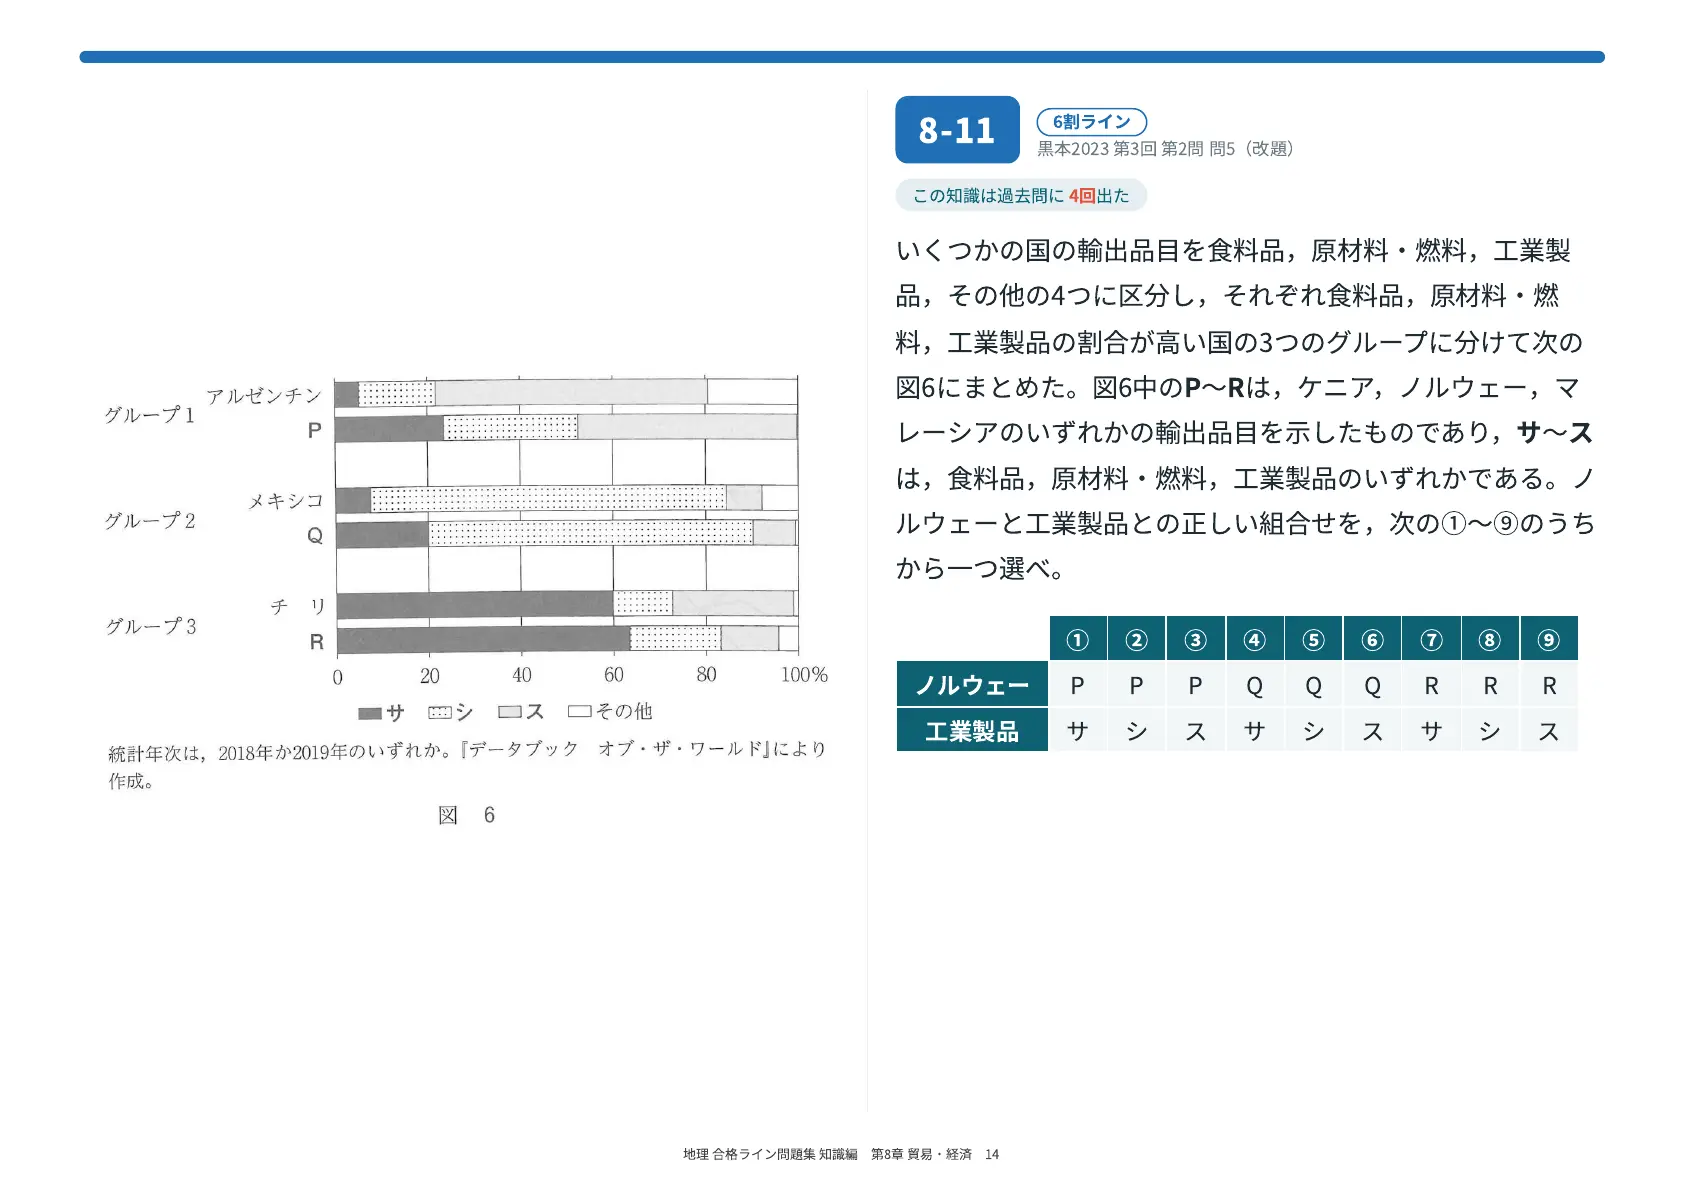 アルゼンチン
グループ1
P
メキシコ
グループ2
Q
チ リ
グループ3
R
0 20 40 60 80 100%
サ シ ス その他
統計年次は，2018年か2019年のいずれか。『データブック オブ・ザ・ワールド』により
作成。
図 6
8-11
6割ライン
黒本2023 第3回 第2問 問5（改題）
この知識は過去問に 4回出た
いくつかの国の輸出品目を食料品，原材料・燃料，工業製
品，その他の4つに区分し，それぞれ食料品，原材料・燃
料，工業製品の割合が高い国の3つのグループに分けて次の
図6にまとめた。図6中のP〜Rは，ケニア，ノルウェー，マ
レーシアのいずれかの輸出品目を示したものであり，サ〜ス
は，食料品，原材料・燃料，工業製品のいずれかである。ノ
ルウェーと工業製品との正しい組合せを，次の①〜⑨のうち
から一つ選べ。
① ② ③ ④ ⑤ ⑥ ⑦ ⑧ ⑨
ノルウェー P P P Q Q Q R R R
工業製品 サ シ ス サ シ ス サ シ ス
地理 合格ライン問題集 知識編 第8章 貿易・経済 14